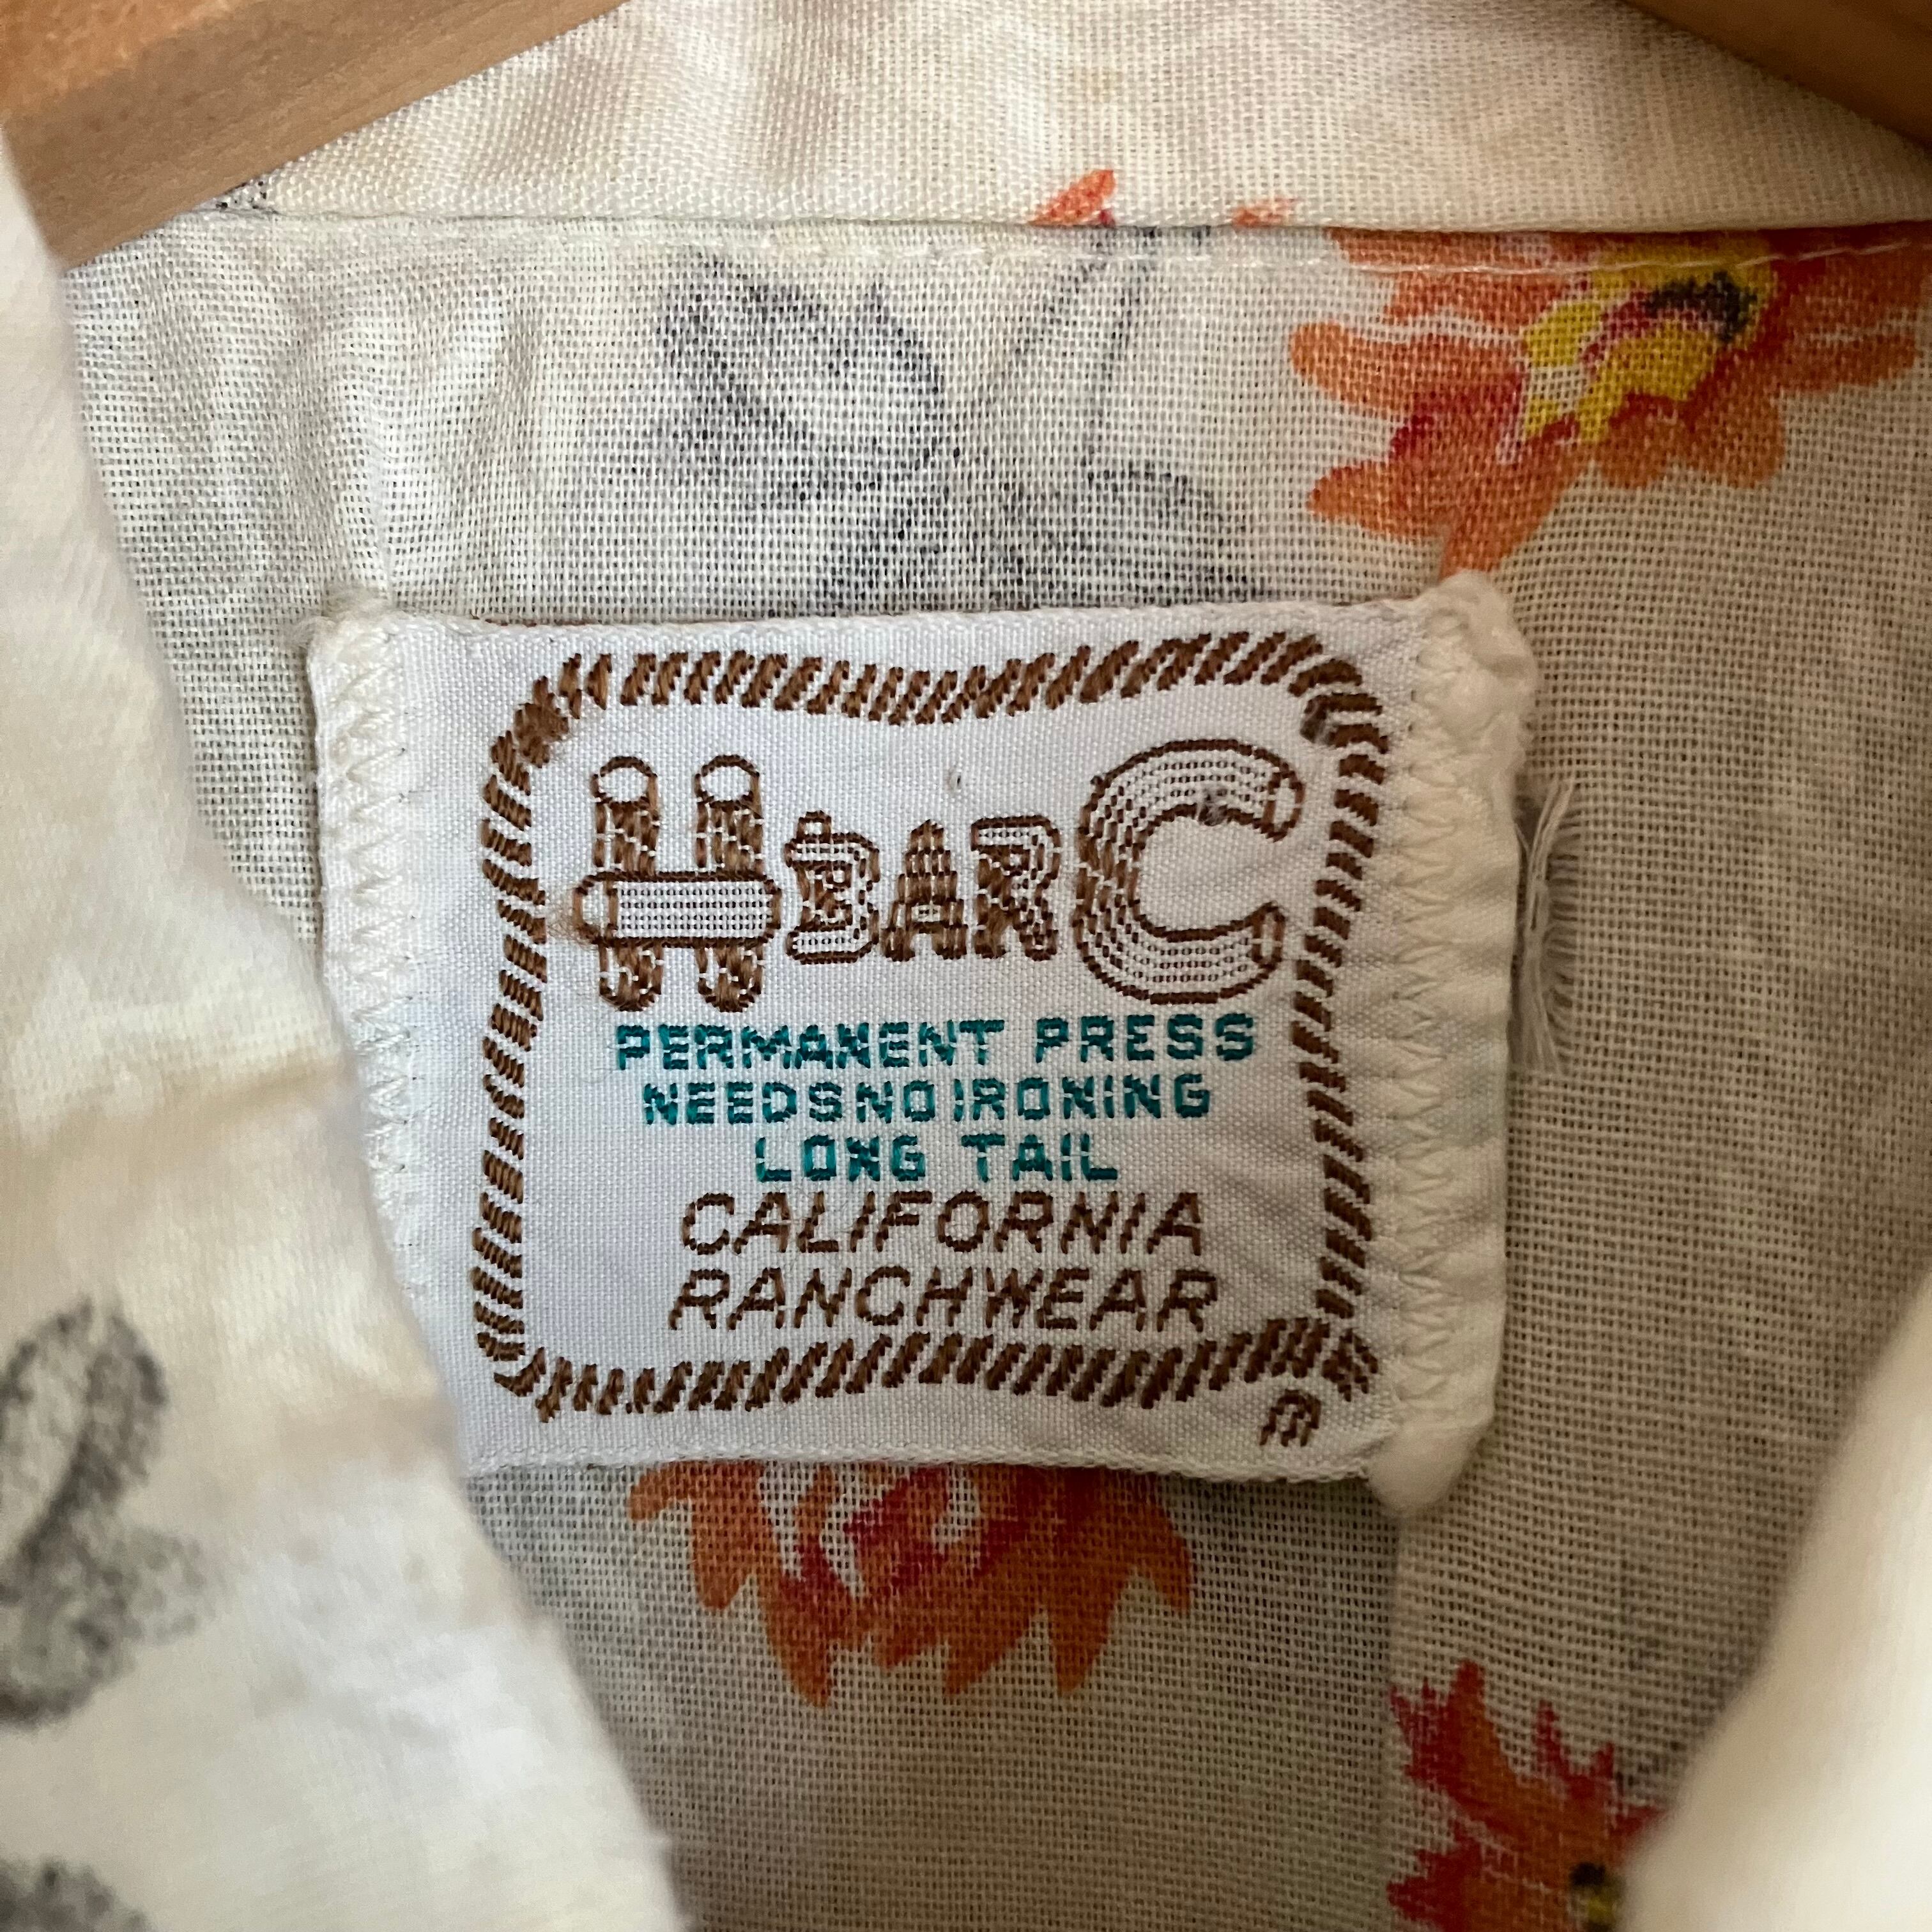 H BAR C
PERMANENT PRESS
NEEDS NO IRONING
LONG TAIL
CALIFORNIA
RANCHWEAR